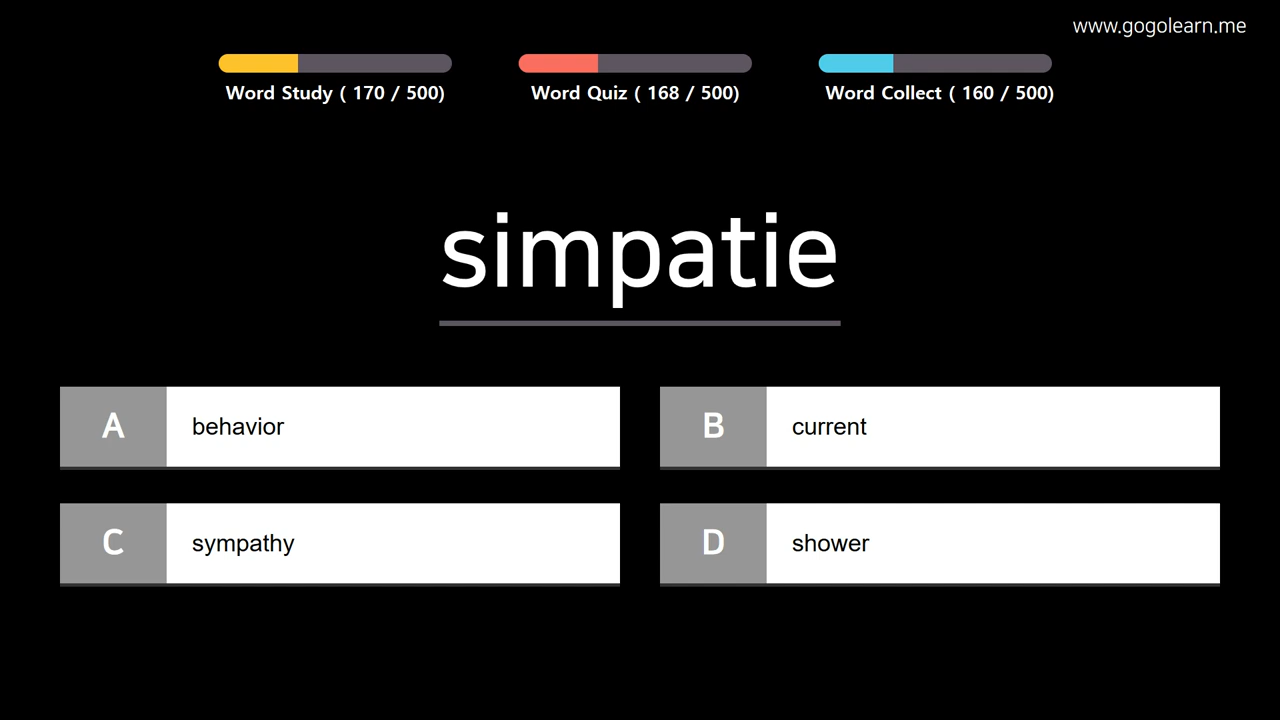 www.gogolearn.me
Word Study ( 170 / 500)
Word Quiz ( 168 / 500)
Word Collect ( 160 / 500)
simpatie
A behavior
B current
C sympathy
D shower